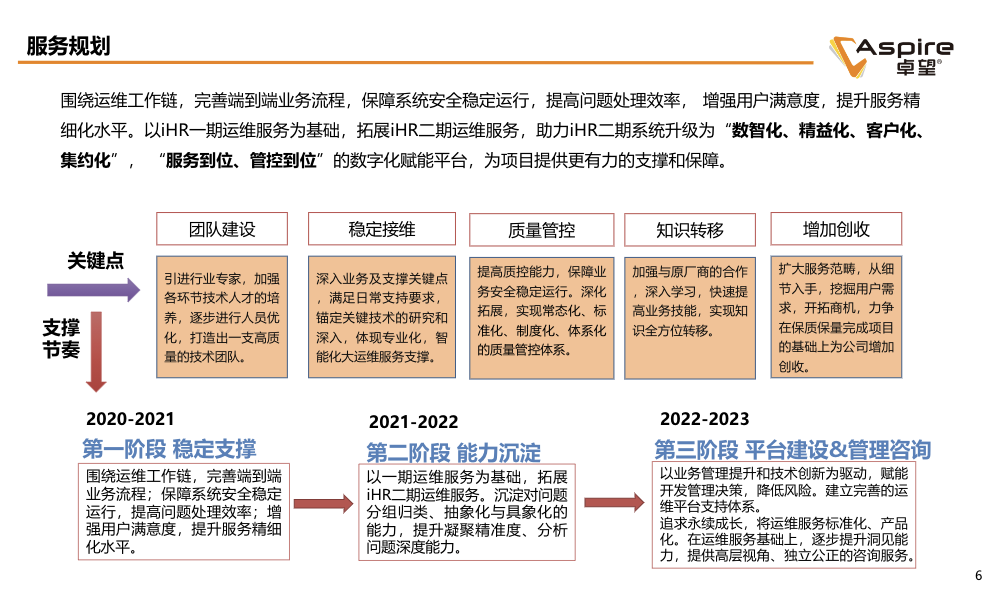 服务规划
Aspire
卓望®
围绕运维工作链，完善端到端业务流程，保障系统安全稳定运行，提高问题处理效率， 增强用户满意度，提升服务精
细化水平。以iHR一期运维服务为基础，拓展iHR二期运维服务，助力iHR二期系统升级为“数智化、精益化、客户化、
集约化”， “服务到位、管控到位”的数字化赋能平台，为项目提供更有力的支撑和保障。
关键点
支撑
节奏
团队建设
引进行业专家，加强
各环节技术人才的培
养，逐步进行人员优
化，打造出一支高质
量的技术团队。
稳定接维
深入业务及支撑关键点
，满足日常支持要求，
锚定关键技术的研究和
深入，体现专业化，智
能化大运维服务支撑。
质量管控
提高质控能力，保障业
务安全稳定运行。深化
拓展，实现常态化、标
准化、制度化、体系化
的质量管控体系。
知识转移
加强与原厂商的合作
，深入学习，快速提
高业务技能，实现知
识全方位转移。
增加创收
扩大服务范畴，从细
节入手，挖掘用户需
求，开拓商机，力争
在保质保量完成项目
的基础上为公司增加
创收。
2020-2021
第一阶段 稳定支撑
围绕运维工作链，完善端到端
业务流程；保障系统安全稳定
运行，提高问题处理效率；增
强用户满意度，提升服务精细
化水平。
2021-2022
第二阶段 能力沉淀
以一期运维服务为基础，拓展
iHR二期运维服务。沉淀对问题
分组归类、抽象化与具象化的
能力，提升凝聚精准度、分析
问题深度能力。
2022-2023
第三阶段 平台建设&管理咨询
以业务管理提升和技术创新为驱动，赋能
开发管理决策，降低风险。建立完善的运
维平台支持体系。
追求永续成长，将运维服务标准化、产品
化。在运维服务基础上，逐步提升洞见能
力，提供高层视角、独立公正的咨询服务。
6